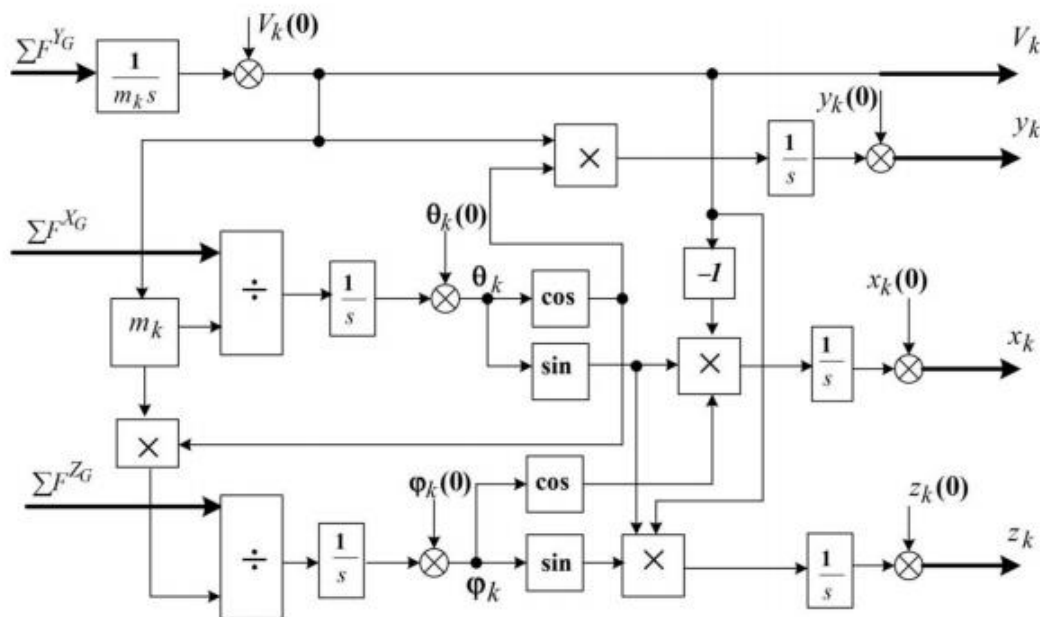 V_k(0)
V_k
ΣF^{Y_G}
1
m_k s
y_k(0)
y_k
×
1
s
θ_k(0)
ΣF^{X_G}
–1
÷
1
s
θ_k
cos
x_k(0)
m_k
sin
×
1
s
x_k
×
ΣF^{Z_G}
φ_k(0)
cos
z_k(0)
÷
1
s
φ_k
sin
×
1
s
z_k